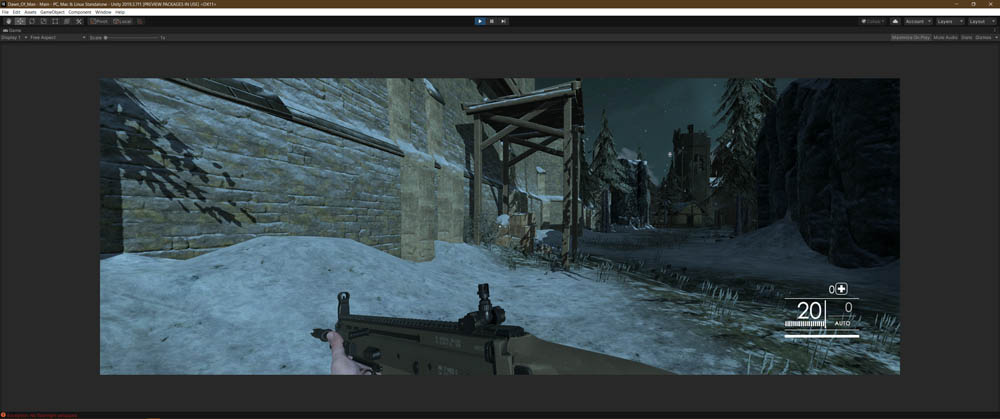 Dawn_Of_Man - Main - PC, Mac & Linux Standalone - Unity 2019.3.7f1 [PREVIEW PACKAGES IN USE] <DX11>
File Edit Assets GameObject Component Window Help
Pivot Local Collab Account Layers Layout
Game
Display 1 Free Aspect Scale 1x Maximize On Play Mute Audio Stats Gizmos
0
20 0
AUTO